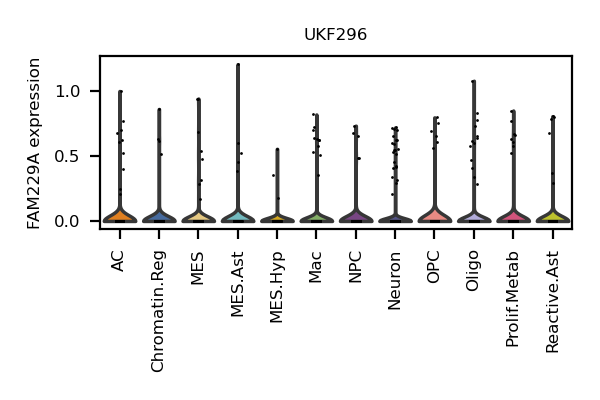 UKF296
FAM229A expression
1.0
0.5
0.0
AC
Chromatin.Reg
MES
MES.Ast
MES.Hyp
Mac
NPC
Neuron
OPC
Oligo
Prolif.Metab
Reactive.Ast